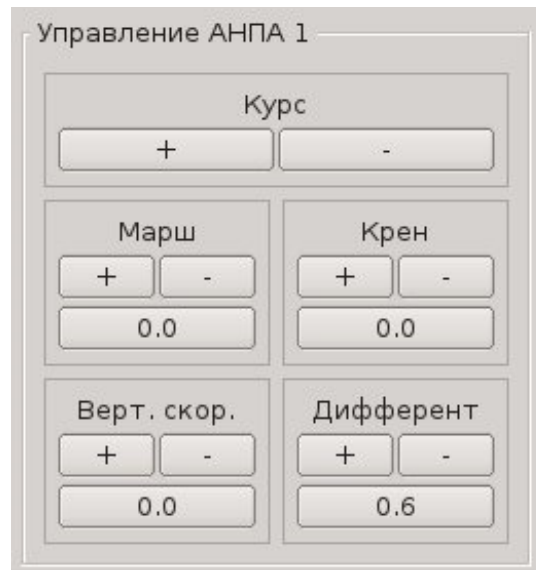 Управление АНПА 1
Курс
+ -
Марш Крен
+ - + -
0.0 0.0
Верт. скор. Дифферент
+ - + -
0.0 0.6